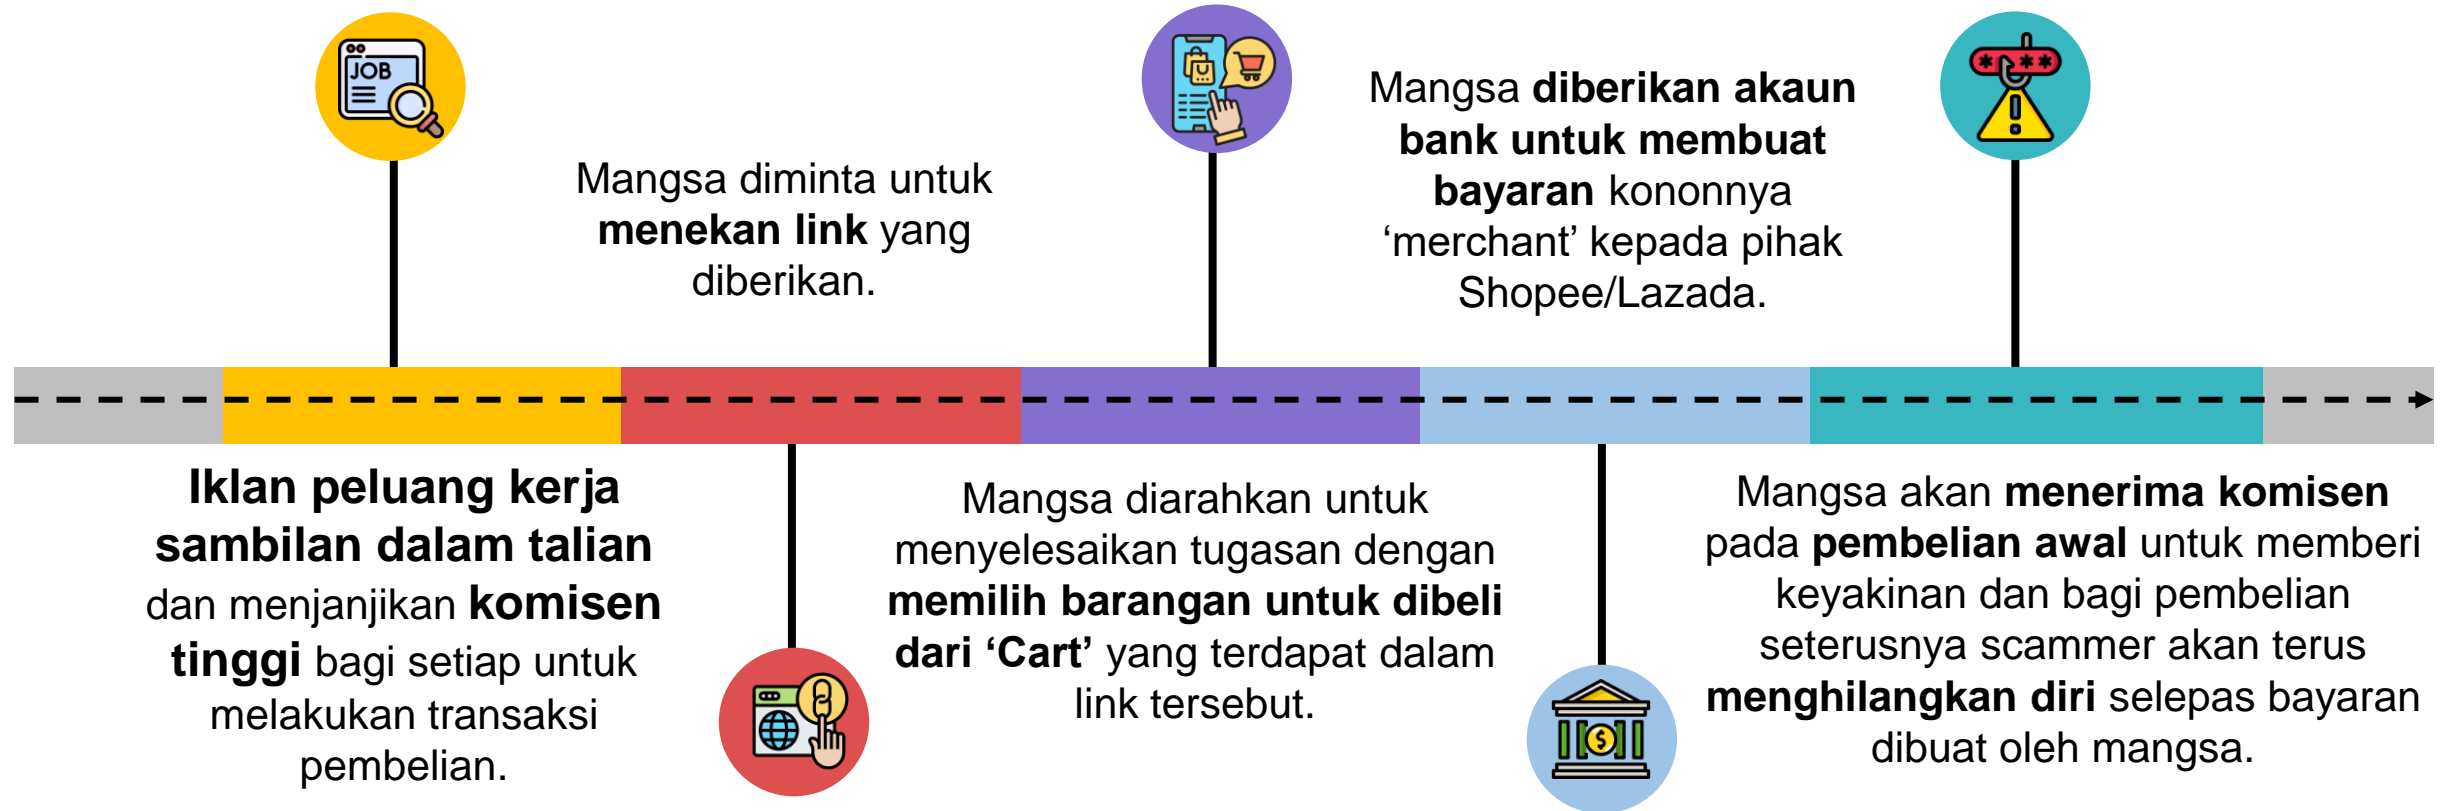 JOB
Iklan peluang kerja
sambilan dalam talian
dan menjanjikan komisen
tinggi bagi setiap untuk
melakukan transaksi
pembelian.
Mangsa diminta untuk
menekan link yang
diberikan.
Mangsa diarahkan untuk
menyelesaikan tugasan dengan
memilih barangan untuk dibeli
dari ‘Cart’ yang terdapat dalam
link tersebut.
Mangsa diberikan akaun
bank untuk membuat
bayaran kononnya
‘merchant’ kepada pihak
Shopee/Lazada.
$
***
!
Mangsa akan menerima komisen
pada pembelian awal untuk memberi
keyakinan dan bagi pembelian
seterusnya scammer akan terus
menghilangkan diri selepas bayaran
dibuat oleh mangsa.